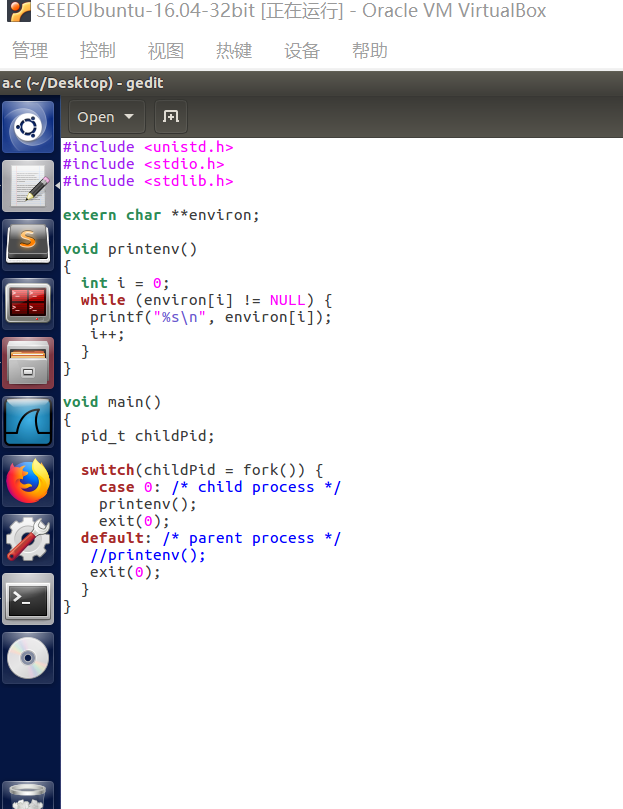 SEEDUbuntu-16.04-32bit [正在运行] - Oracle VM VirtualBox
管理 控制 视图 热键 设备 帮助
a.c (~/Desktop) - gedit
Open
#include <unistd.h>
#include <stdio.h>
#include <stdlib.h>

extern char **environ;

void printenv()
{
  int i = 0;
  while (environ[i] != NULL) {
   printf("%s\n", environ[i]);
   i++;
  }
}

void main()
{
  pid_t childPid;

  switch(childPid = fork()) {
    case 0: /* child process */
    printenv();
    exit(0);
  default: /* parent process */
   //printenv();
   exit(0);
  }
}